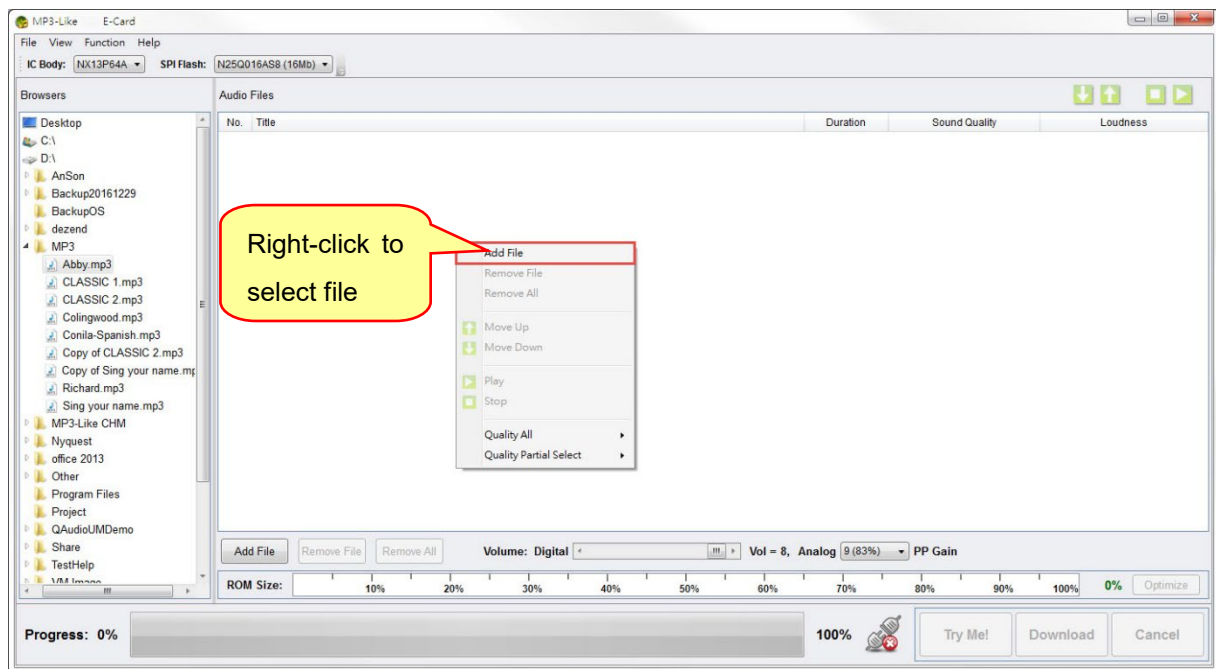 MP3-Like E-Card
File View Function Help
IC Body: NX13P64A SPI Flash: N25Q016AS8 (16Mb)
Browsers
Audio Files
Desktop
C:\
D:\
AnSon
Backup20161229
BackupOS
dezend
MP3
Abby.mp3
CLASSIC 1.mp3
CLASSIC 2.mp3
Colingwood.mp3
Conila-Spanish.mp3
Copy of CLASSIC 2.mp3
Copy of Sing your name.mp
Richard.mp3
Sing your name.mp3
MP3-Like CHM
Nyquest
office 2013
Other
Program Files
Project
QAudioUMDemo
Share
TestHelp
VM Image
No. Title Duration Sound Quality Loudness
Right-click to
select file
Add File
Remove File
Remove All
Move Up
Move Down
Play
Stop
Quality All
Quality Partial Select
Add File Remove File Remove All Volume: Digital Vol = 8, Analog 9 (83%) PP Gain
ROM Size: 10% 20% 30% 40% 50% 60% 70% 80% 90% 100% 0% Optimize
Progress: 0% 100% Try Me! Download Cancel